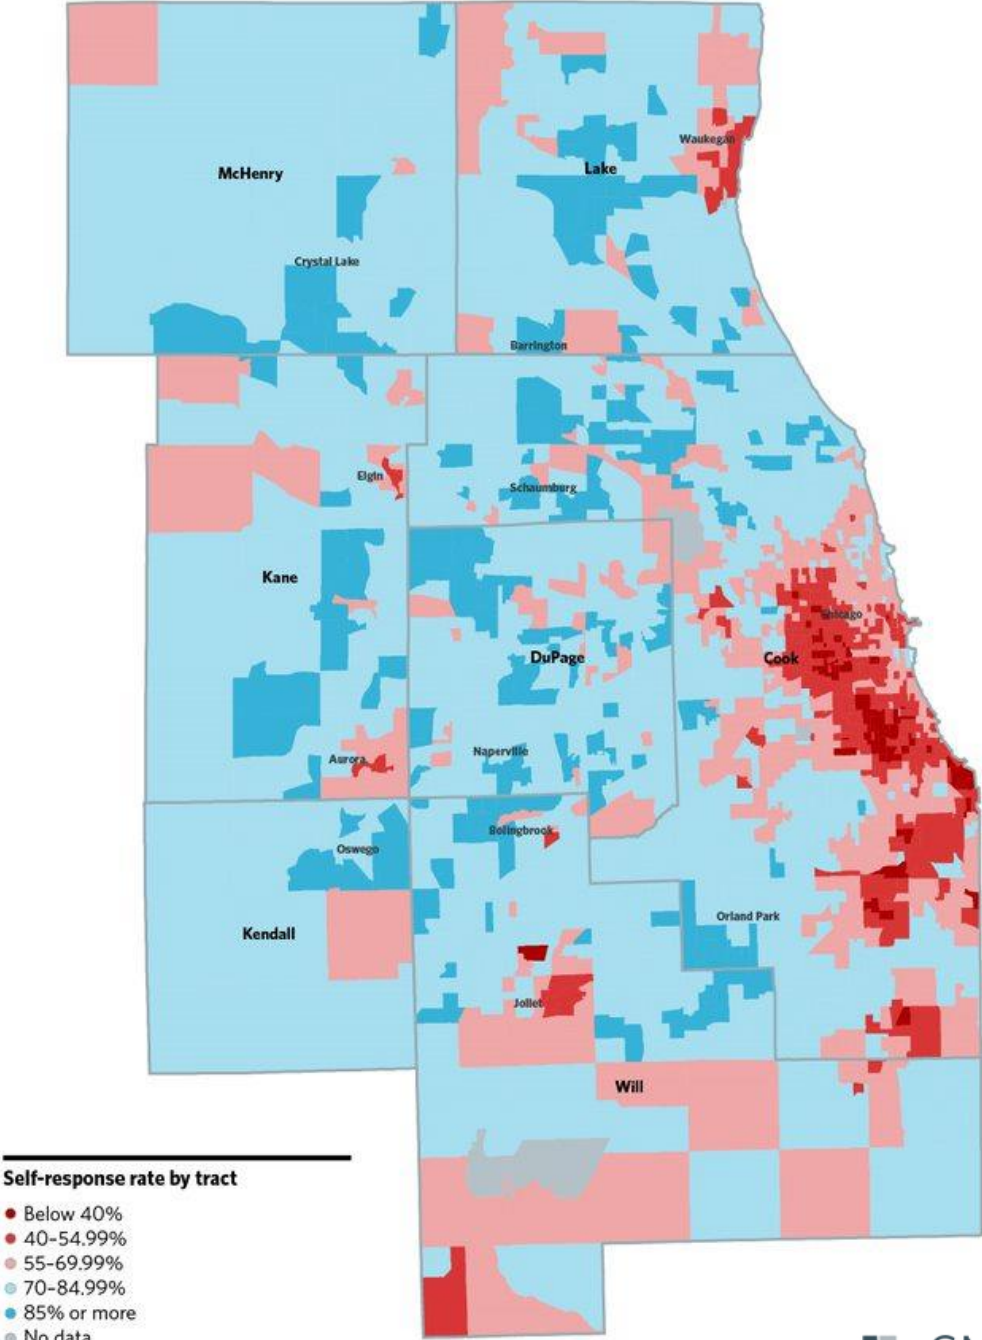 Waukegan
McHenry
Lake
Crystal Lake
Barrington
Elgin
Schaumburg
Kane
Chicago
DuPage
Cook
Naperville
Aurora
Bolingbrook
Oswego
Orland Park
Kendall
Joliet
Will
Self-response rate by tract
Below 40%
40–54.99%
55–69.99%
70–84.99%
85% or more
No data